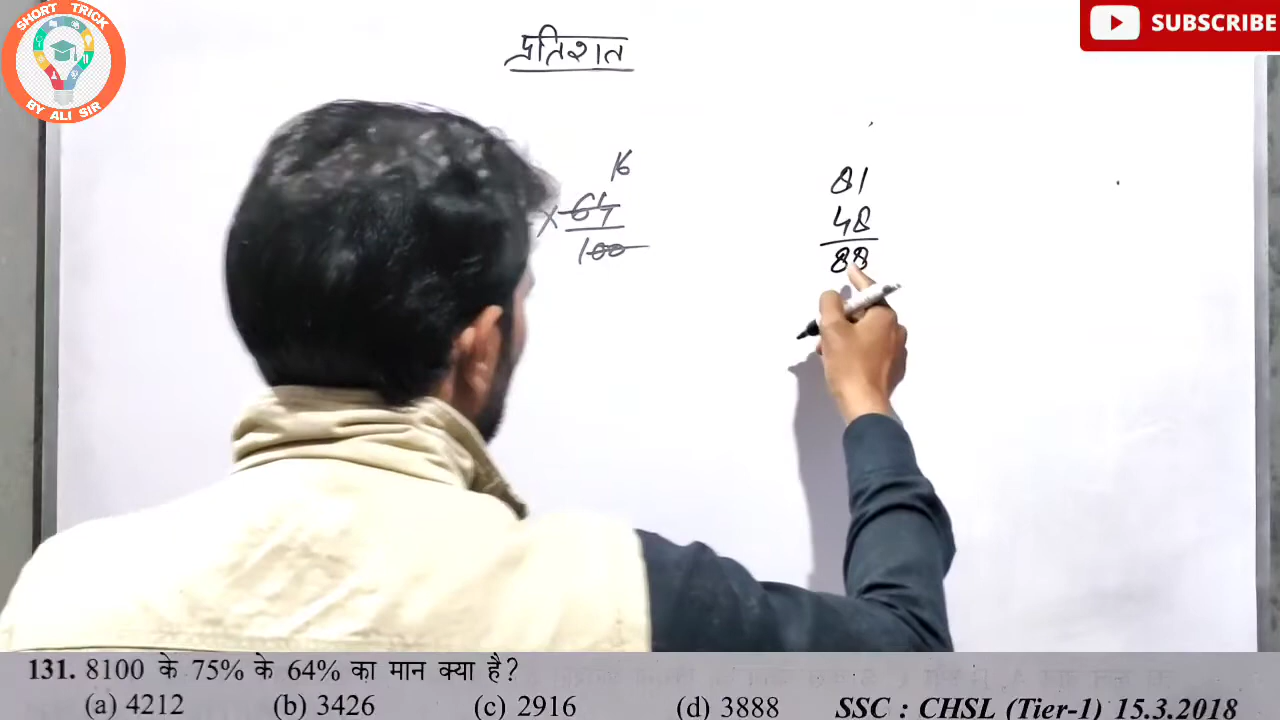 SHORT TRICK
BY ALI SIR
SUBSCRIBE
प्रतिशत
16
× 64
100
81
48
88
131. 8100 के 75% के 64% का मान क्या है?
(a) 4212 (b) 3426 (c) 2916 (d) 3888 SSC : CHSL (Tier-1) 15.3.2018